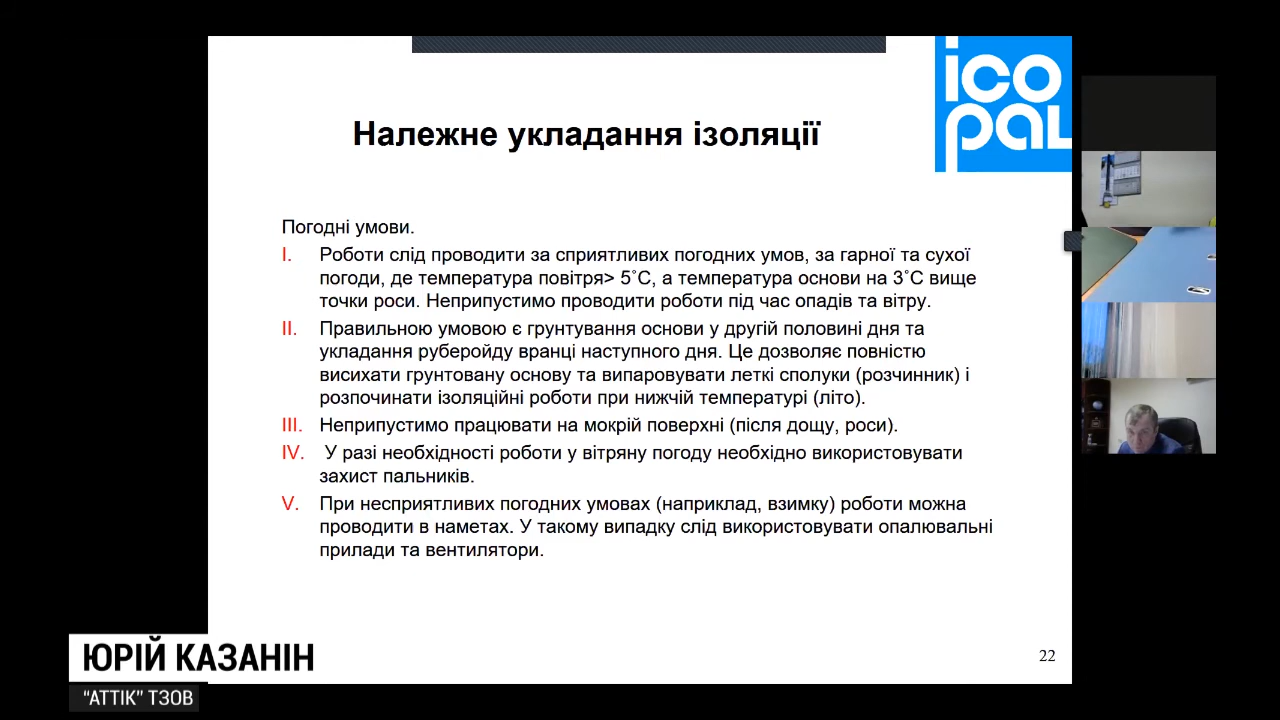 icopal
Належне укладання ізоляції
Погодні умови.
I. Роботи слід проводити за сприятливих погодних умов, за гарної та сухої
погоди, де температура повітря> 5˚C, а температура основи на 3˚C вище
точки роси. Неприпустимо проводити роботи під час опадів та вітру.
II. Правильною умовою є грунтування основи у другій половині дня та
укладання руберойду вранці наступного дня. Це дозволяє повністю
висихати грунтовану основу та випаровувати леткі сполуки (розчинник) і
розпочинати ізоляційні роботи при нижчій температурі (літо).
III. Неприпустимо працювати на мокрій поверхні (після дощу, роси).
IV. У разі необхідності роботи у вітряну погоду необхідно використовувати
захист пальників.
V. При несприятливих погодних умовах (наприклад, взимку) роботи можна
проводити в наметах. У такому випадку слід використовувати опалювальні
прилади та вентилятори.
ЮРІЙ КАЗАНІН
“АТТІК” ТЗОВ
22